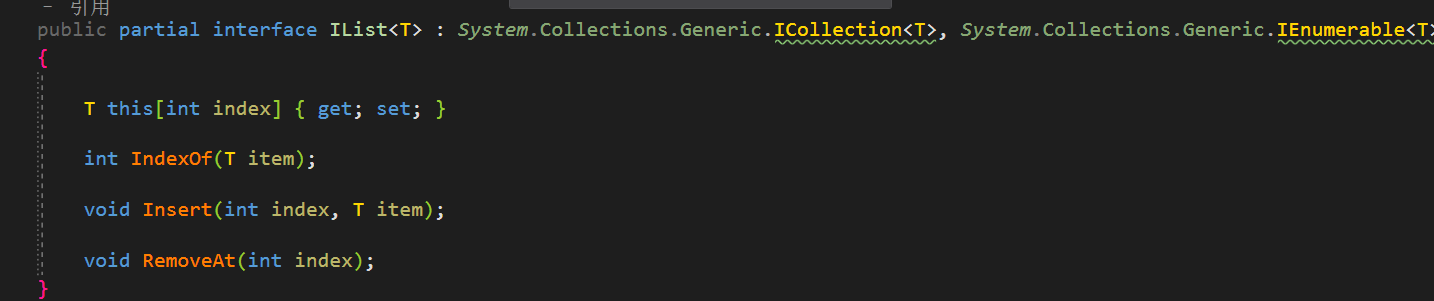 - 引用
public partial interface IList<T> : System.Collections.Generic.ICollection<T>, System.Collections.Generic.IEnumerable<T>
{
T this[int index] { get; set; }
int IndexOf(T item);
void Insert(int index, T item);
void RemoveAt(int index);
}